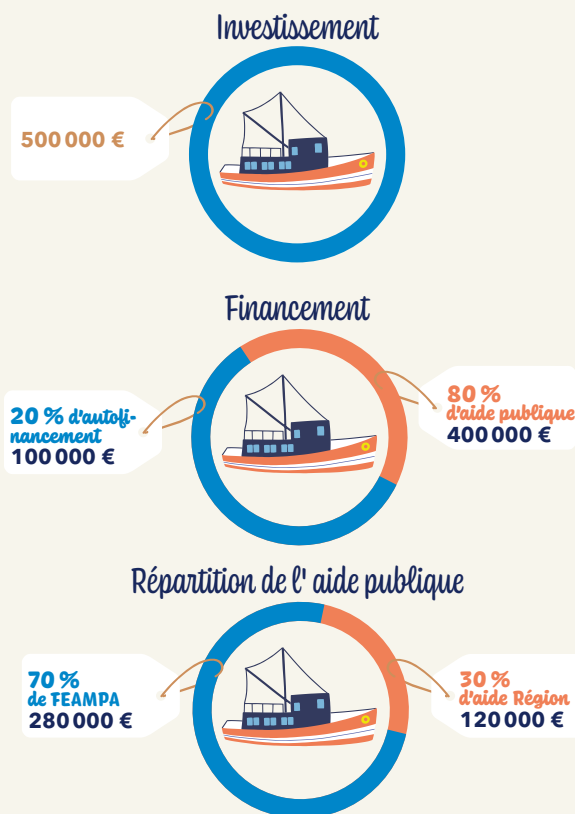 Investissement
500 000 €
Financement
20 % d'autofi-
nancement
100 000 €
80 %
d'aide publique
400 000 €
Répartition de l' aide publique
70 %
de FEAMPA
280 000 €
30 %
d'aide Région
120 000 €